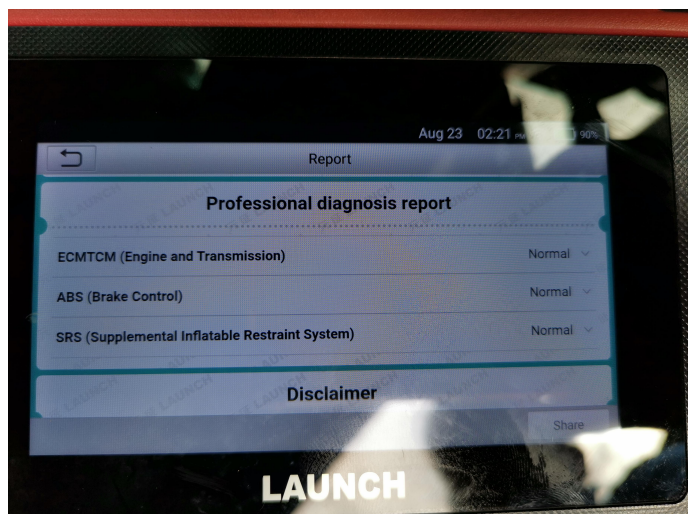 Aug 23 02:21 PM 90%
Report
Professional diagnosis report
ECMTCM (Engine and Transmission) Normal
ABS (Brake Control) Normal
SRS (Supplemental Inflatable Restraint System) Normal
Disclaimer
Share
LAUNCH